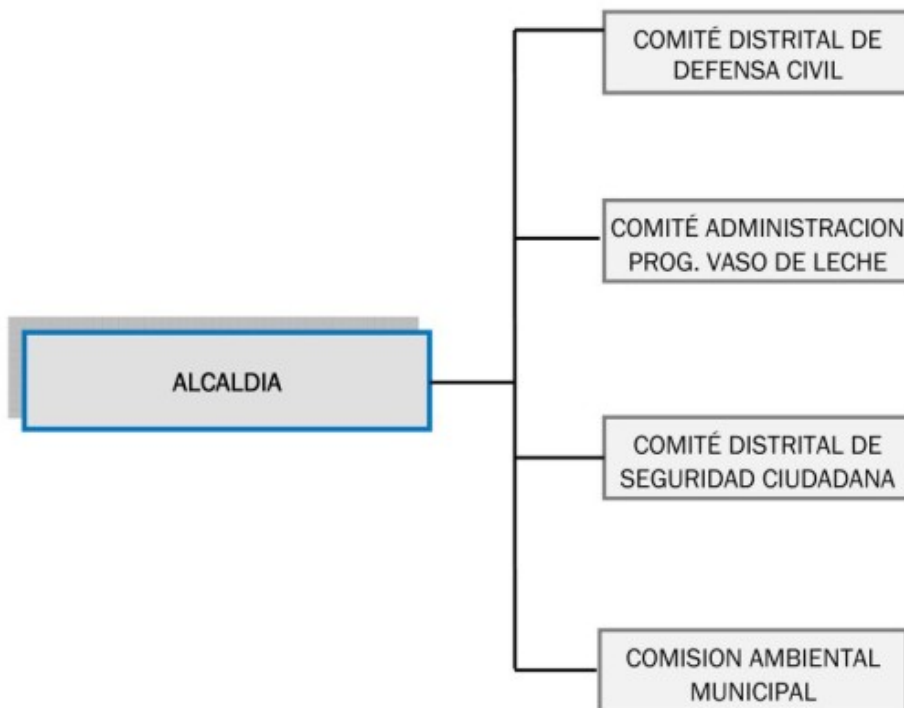 COMITÉ DISTRITAL DE
DEFENSA CIVIL
COMITÉ ADMINISTRACION
PROG. VASO DE LECHE
ALCALDIA
COMITÉ DISTRITAL DE
SEGURIDAD CIUDADANA
COMISION AMBIENTAL
MUNICIPAL